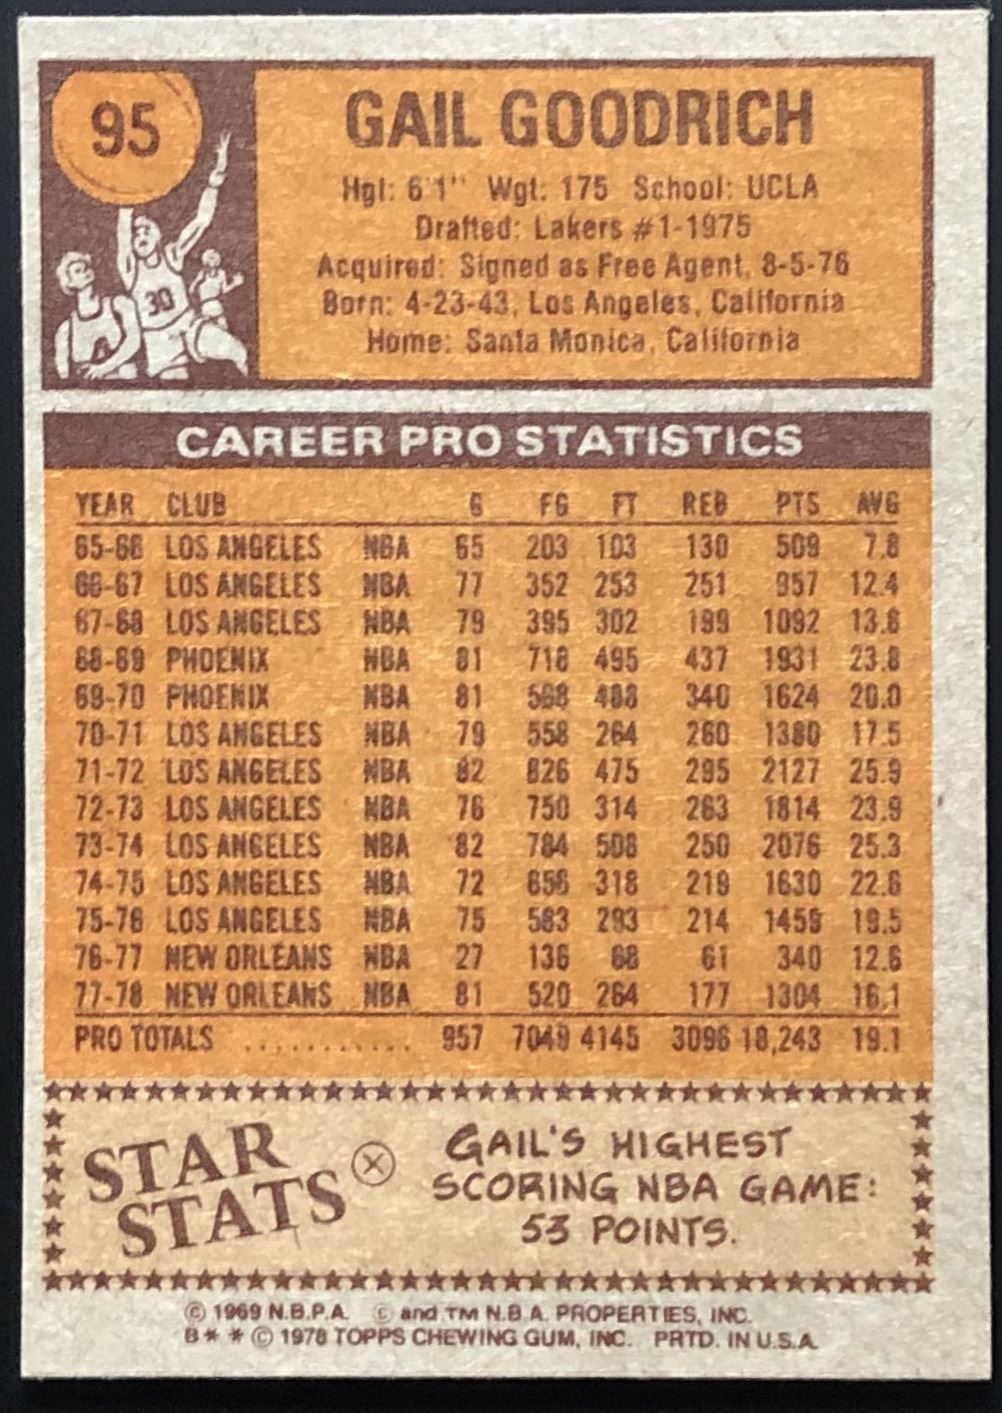 95
GAIL GOODRICH
Hgt: 6'1" Wgt: 175 School: UCLA
Drafted: Lakers #1-1975
Acquired: Signed as Free Agent, 8-5-76
Born: 4-23-43, Los Angeles, California
Home: Santa Monica, California
30
CAREER PRO STATISTICS
YEAR CLUB G FG FT REB PTS AVG
65-66 LOS ANGELES NBA 65 203 103 130 509 7.8
66-67 LOS ANGELES NBA 77 352 253 251 957 12.4
67-68 LOS ANGELES NBA 79 395 302 199 1092 13.8
68-69 PHOENIX NBA 81 718 495 437 1931 23.8
69-70 PHOENIX NBA 81 568 488 340 1624 20.0
70-71 LOS ANGELES NBA 79 558 264 260 1380 17.5
71-72 LOS ANGELES NBA 82 826 475 295 2127 25.9
72-73 LOS ANGELES NBA 76 750 314 263 1814 23.9
73-74 LOS ANGELES NBA 82 784 508 250 2076 25.3
74-75 LOS ANGELES NBA 72 656 318 219 1630 22.6
75-76 LOS ANGELES NBA 75 583 293 214 1459 19.5
76-77 NEW ORLEANS NBA 27 136 68 61 340 12.6
77-78 NEW ORLEANS NBA 81 520 264 177 1304 16.1
PRO TOTALS ........... 957 7049 4145 3096 18,243 19.1
STAR STATS
GAIL'S HIGHEST
SCORING NBA GAME:
53 POINTS.
© 1969 N.B.P.A. © and TM N.B.A. PROPERTIES, INC.
B* * © 1978 TOPPS CHEWING GUM, INC. PRTD. IN U.S.A.